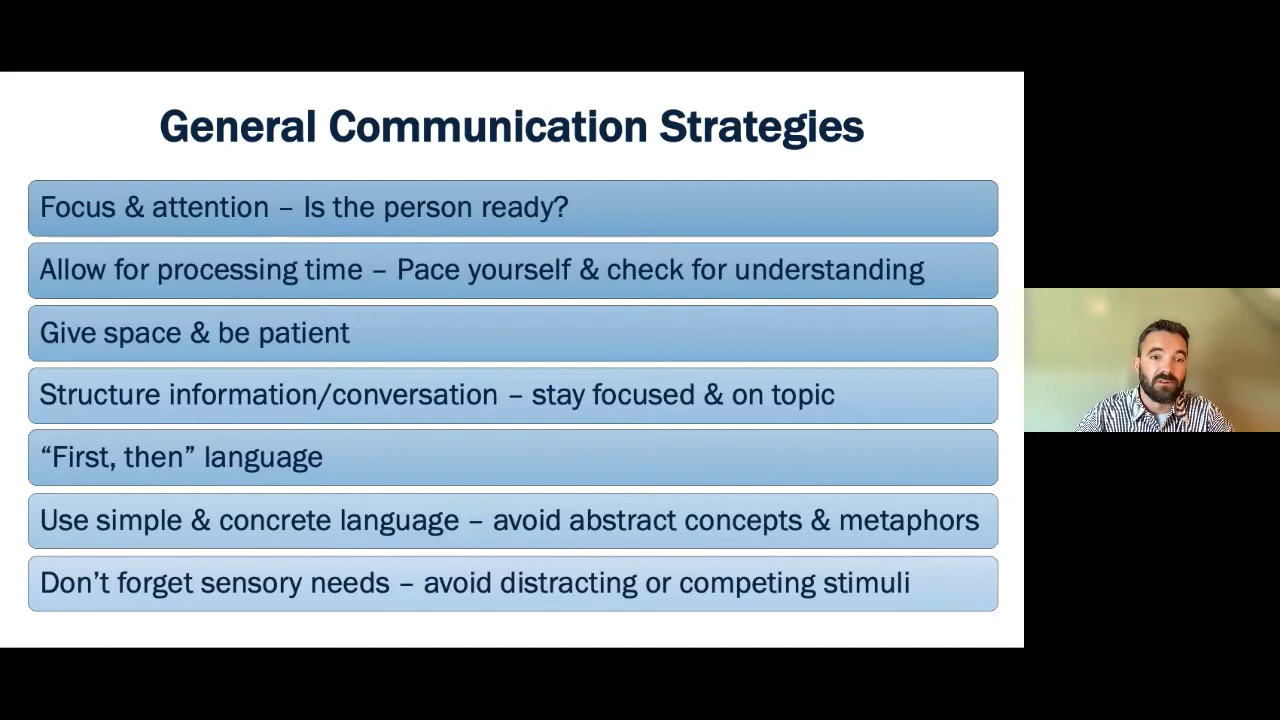 General Communication Strategies
Focus & attention – Is the person ready?
Allow for processing time – Pace yourself & check for understanding
Give space & be patient
Structure information/conversation – stay focused & on topic
“First, then” language
Use simple & concrete language – avoid abstract concepts & metaphors
Don’t forget sensory needs – avoid distracting or competing stimuli